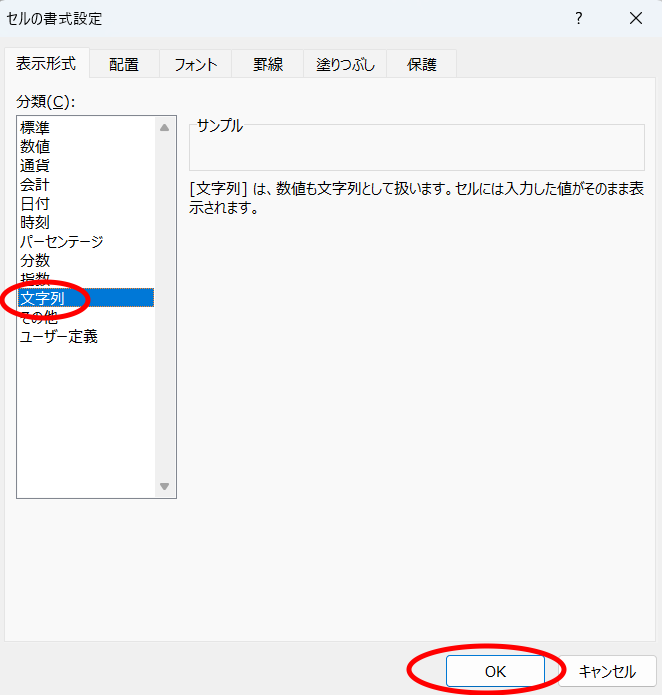 セルの書式設定
?
表示形式 配置 フォント 罫線 塗りつぶし 保護
分類(C):
標準
数値
通貨
会計
日付
時刻
パーセンテージ
分数
指数
文字列
その他
ユーザー定義
サンプル
[文字列] は、数値も文字列として扱います。セルには入力した値がそのまま表
示されます。
OK キャンセル